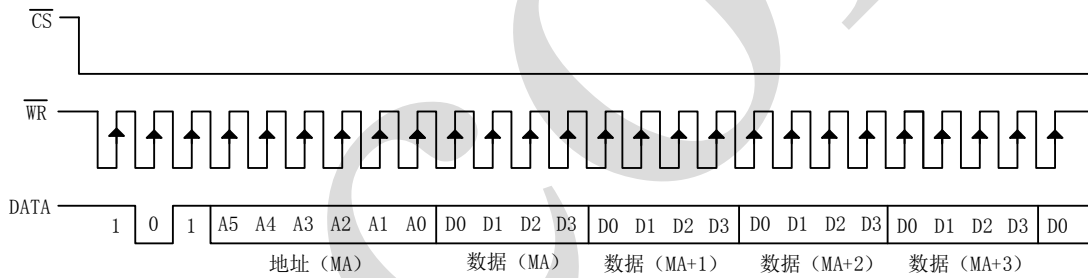 CS
WR
DATA 1 0 1 A5 A4 A3 A2 A1 A0 D0 D1 D2 D3 D0 D1 D2 D3 D0 D1 D2 D3 D0 D1 D2 D3 D0
地址（MA） 数据（MA） 数据（MA+1） 数据（MA+2） 数据（MA+3）